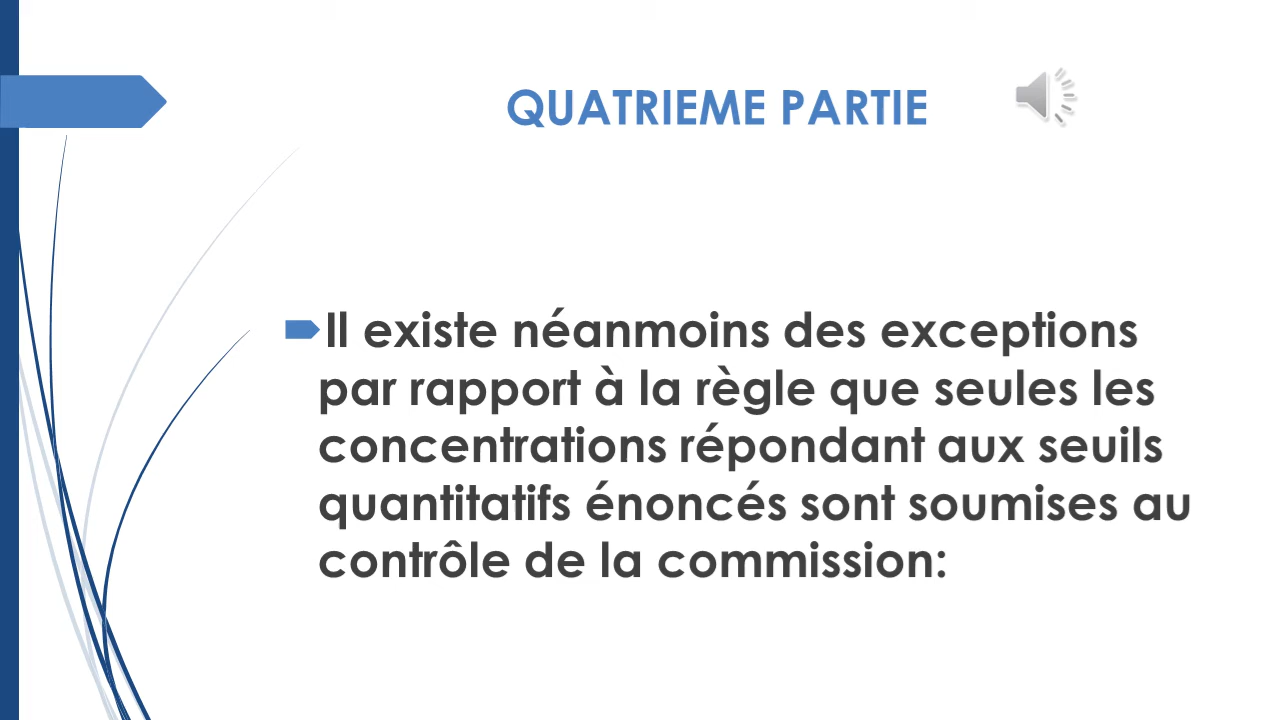 QUATRIEME PARTIE
Il existe néanmoins des exceptions
par rapport à la règle que seules les
concentrations répondant aux seuils
quantitatifs énoncés sont soumises au
contrôle de la commission: